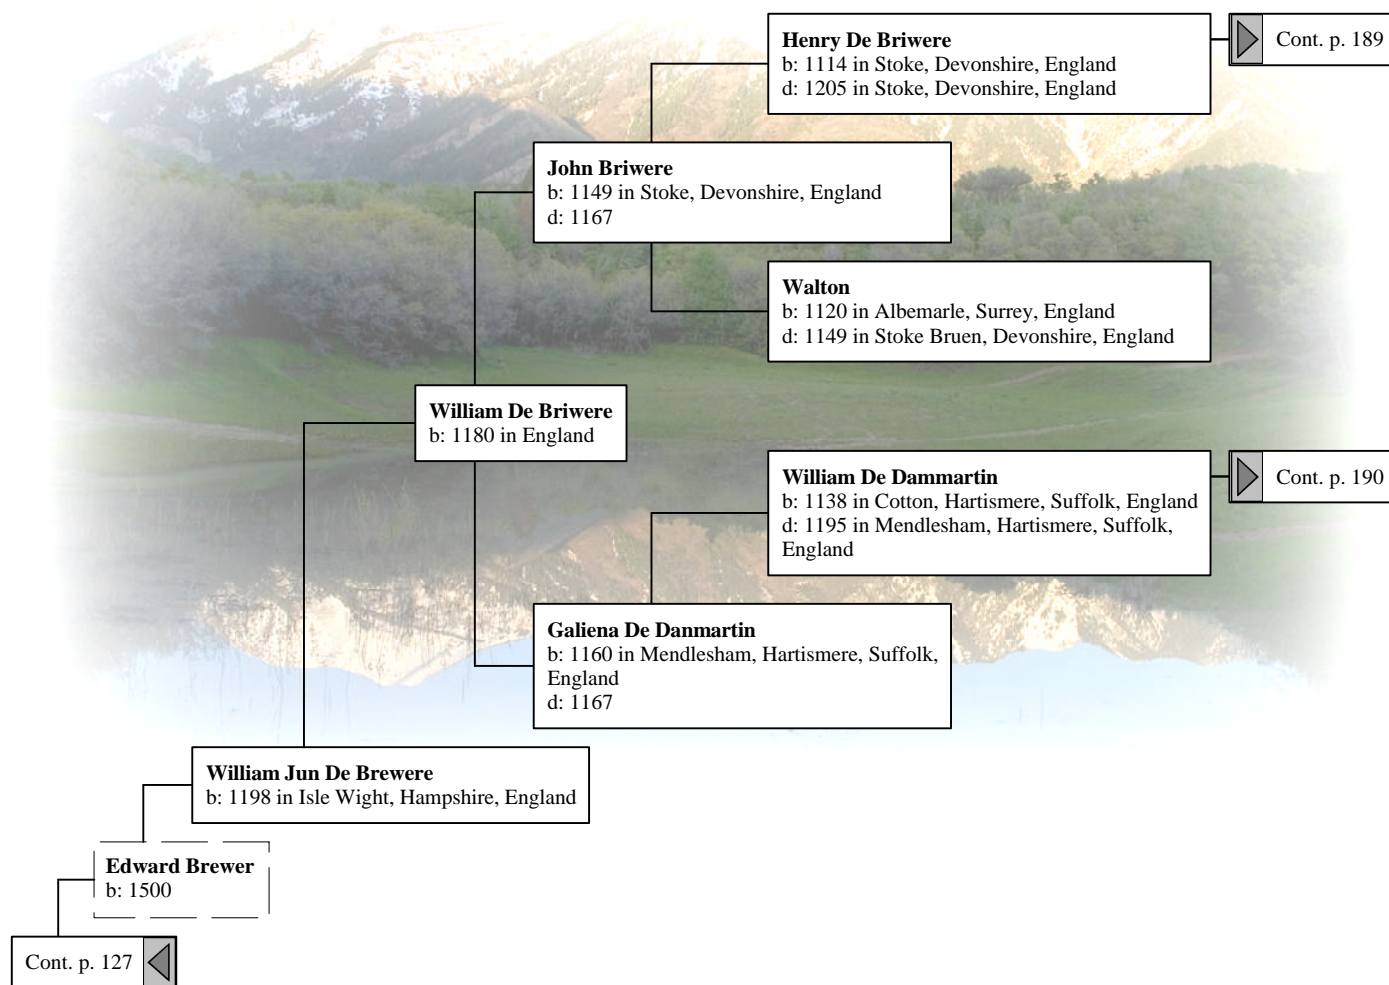 Henry De Briwere
b: 1114 in Stoke, Devonshire, England
d: 1205 in Stoke, Devonshire, England
Cont. p. 189
John Briwere
b: 1149 in Stoke, Devonshire, England
d: 1167
Walton
b: 1120 in Albemarle, Surrey, England
d: 1149 in Stoke Bruen, Devonshire, England
William De Briwere
b: 1180 in England
William De Dammartin
b: 1138 in Cotton, Hartismere, Suffolk, England
d: 1195 in Mendlesham, Hartismere, Suffolk,
England
Cont. p. 190
Galiena De Danmartin
b: 1160 in Mendlesham, Hartismere, Suffolk,
England
d: 1167
William Jun De Brewere
b: 1198 in Isle Wight, Hampshire, England
Edward Brewer
b: 1500
Cont. p. 127